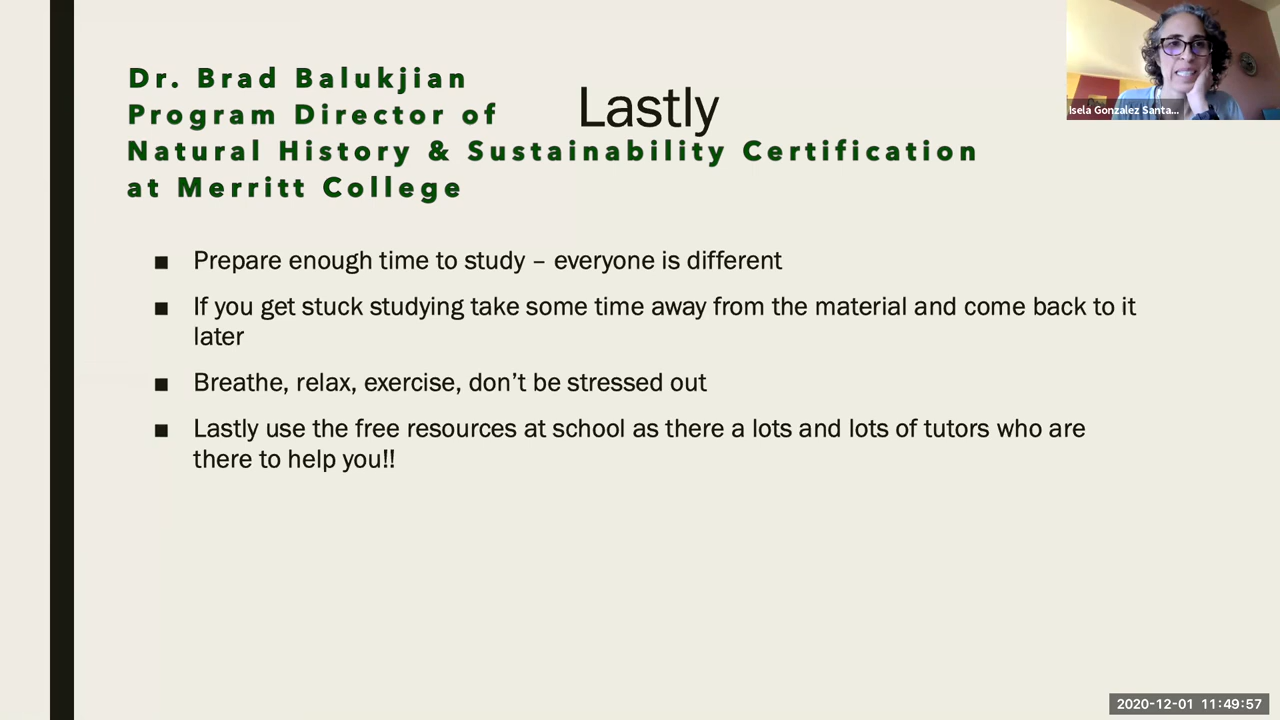 Dr. Brad Balukjian
Program Director of
Natural History & Sustainability Certification
at Merritt College
Lastly
Isela Gonzalez Santa...
■ Prepare enough time to study – everyone is different
■ If you get stuck studying take some time away from the material and come back to it
later
■ Breathe, relax, exercise, don’t be stressed out
■ Lastly use the free resources at school as there a lots and lots of tutors who are
there to help you!!
2020-12-01 11:49:57